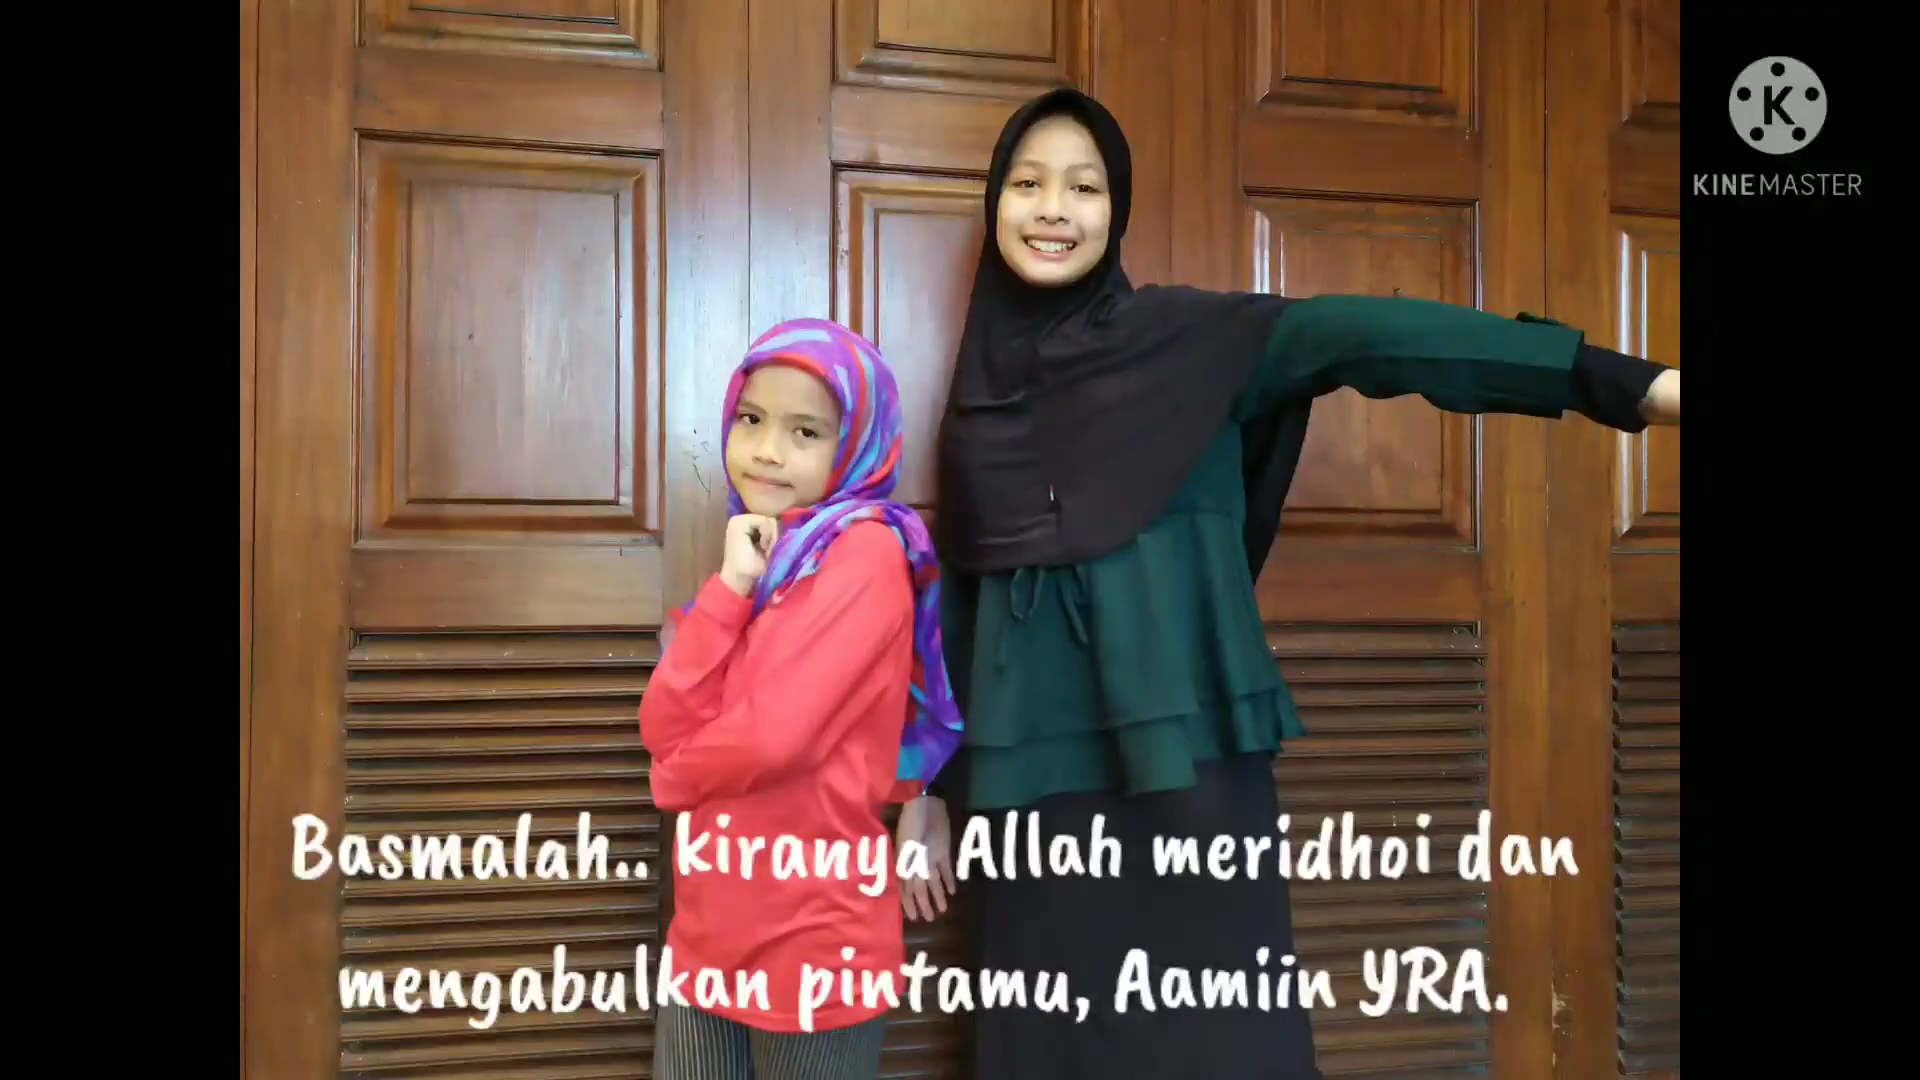 K
KINEMASTER
Basmalah.. kiranya Allah meridhoi dan
mengabulkan pintamu, Aamiin YRA.